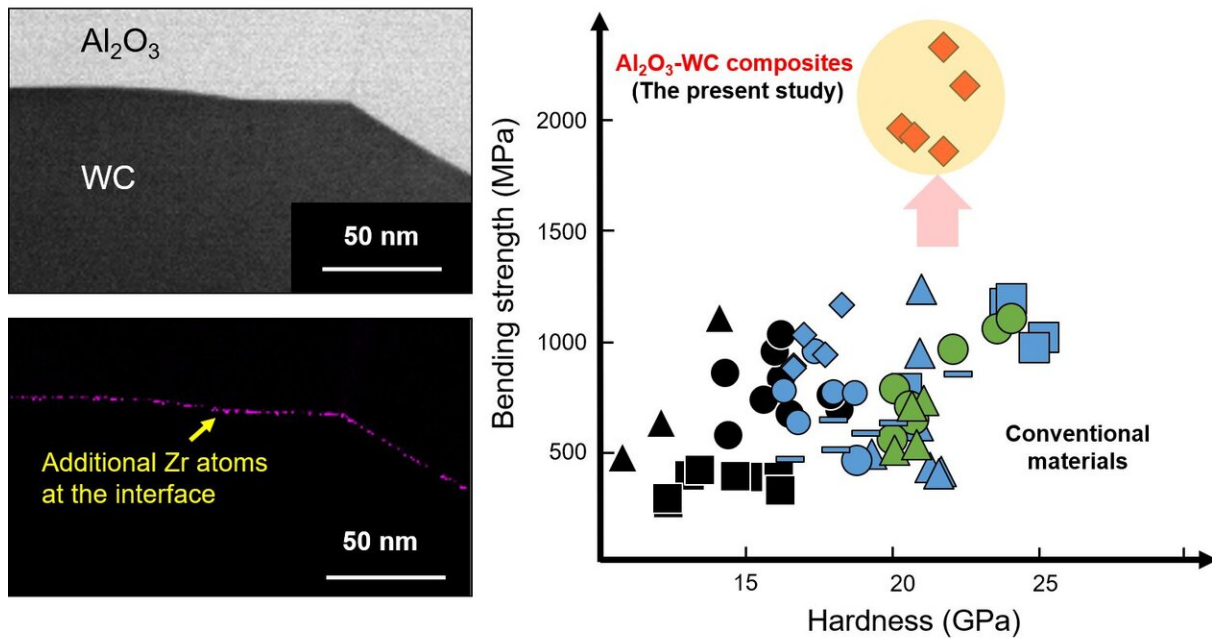 Al₂O₃
WC
50 nm
Additional Zr atoms
at the interface
50 nm
Bending strength (MPa)
2000
1500
1000
500
Al₂O₃-WC composites
(The present study)
Conventional
materials
15
20
25
Hardness (GPa)